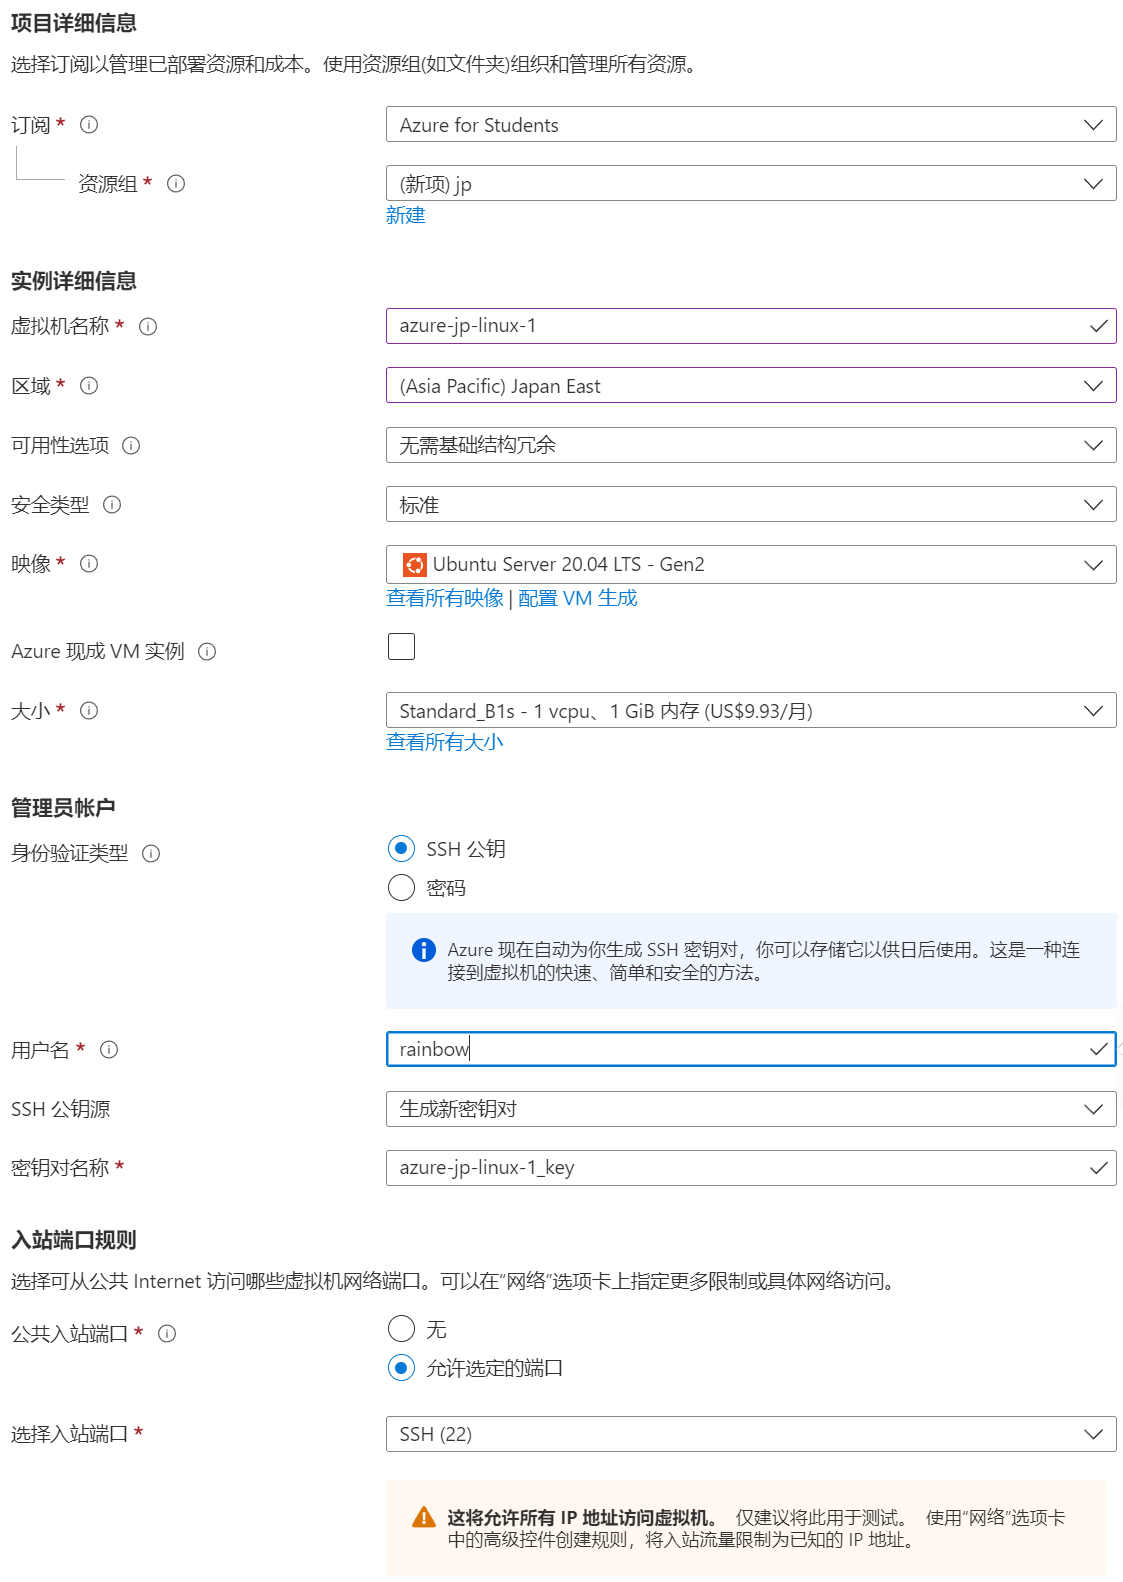 项目详细信息
选择订阅以管理已部署资源和成本。使用资源组(如文件夹)组织和管理所有资源。
订阅 *
Azure for Students
资源组 *
(新项) jp
新建
实例详细信息
虚拟机名称 *
azure-jp-linux-1
区域 *
(Asia Pacific) Japan East
可用性选项
无需基础结构冗余
安全类型
标准
映像 *
Ubuntu Server 20.04 LTS - Gen2
查看所有映像 | 配置 VM 生成
Azure 现成 VM 实例
大小 *
Standard_B1s - 1 vcpu、1 GiB 内存 (US$9.93/月)
查看所有大小
管理员帐户
身份验证类型
SSH 公钥
密码
Azure 现在自动为你生成 SSH 密钥对，你可以存储它以供日后使用。这是一种连
接到虚拟机的快速、简单和安全的方法。
用户名 *
rainbow
SSH 公钥源
生成新密钥对
密钥对名称 *
azure-jp-linux-1_key
入站端口规则
选择可从公共 Internet 访问哪些虚拟机网络端口。可以在“网络”选项卡上指定更多限制或具体网络访问。
公共入站端口 *
无
允许选定的端口
选择入站端口 *
SSH (22)
这将允许所有 IP 地址访问虚拟机。 仅建议将此用于测试。 使用“网络”选项卡
中的高级控件创建规则，将入站流量限制为已知的 IP 地址。